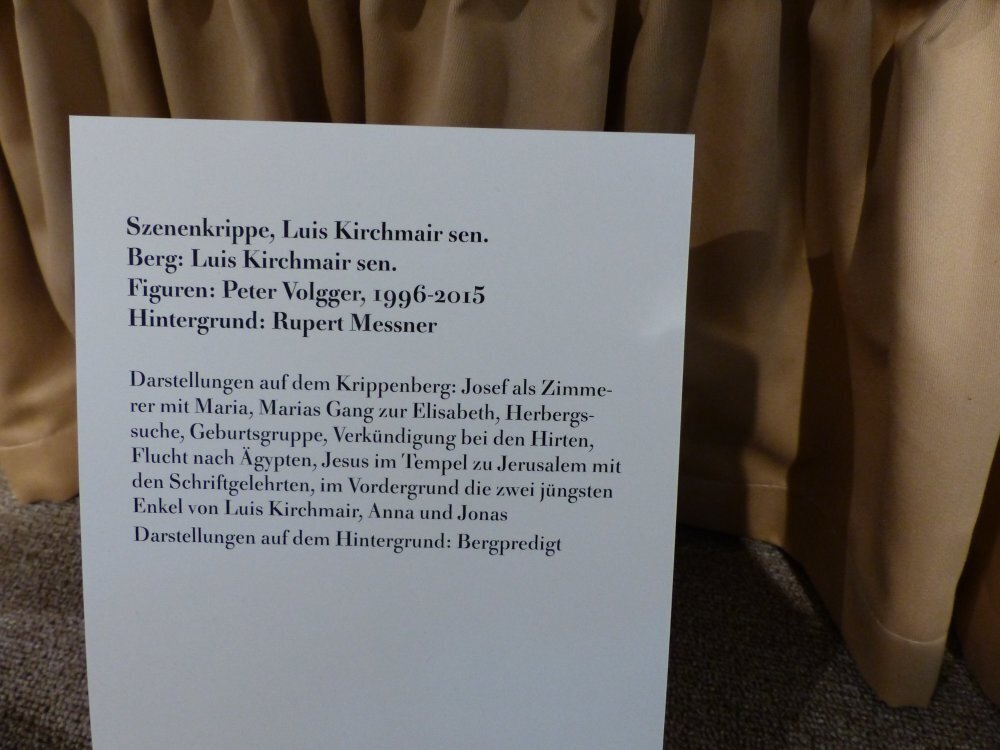 Szenenkrippe, Luis Kirchmair sen.
Berg: Luis Kirchmair sen.
Figuren: Peter Volgger, 1996-2015
Hintergrund: Rupert Messner
Darstellungen auf dem Krippenberg: Josef als Zimme-
rer mit Maria, Marias Gang zur Elisabeth, Herbergs-
suche, Geburtsgruppe, Verkündigung bei den Hirten,
Flucht nach Ägypten, Jesus im Tempel zu Jerusalem mit
den Schriftgelehrten, im Vordergrund die zwei jüngsten
Enkel von Luis Kirchmair, Anna und Jonas
Darstellungen auf dem Hintergrund: Bergpredigt